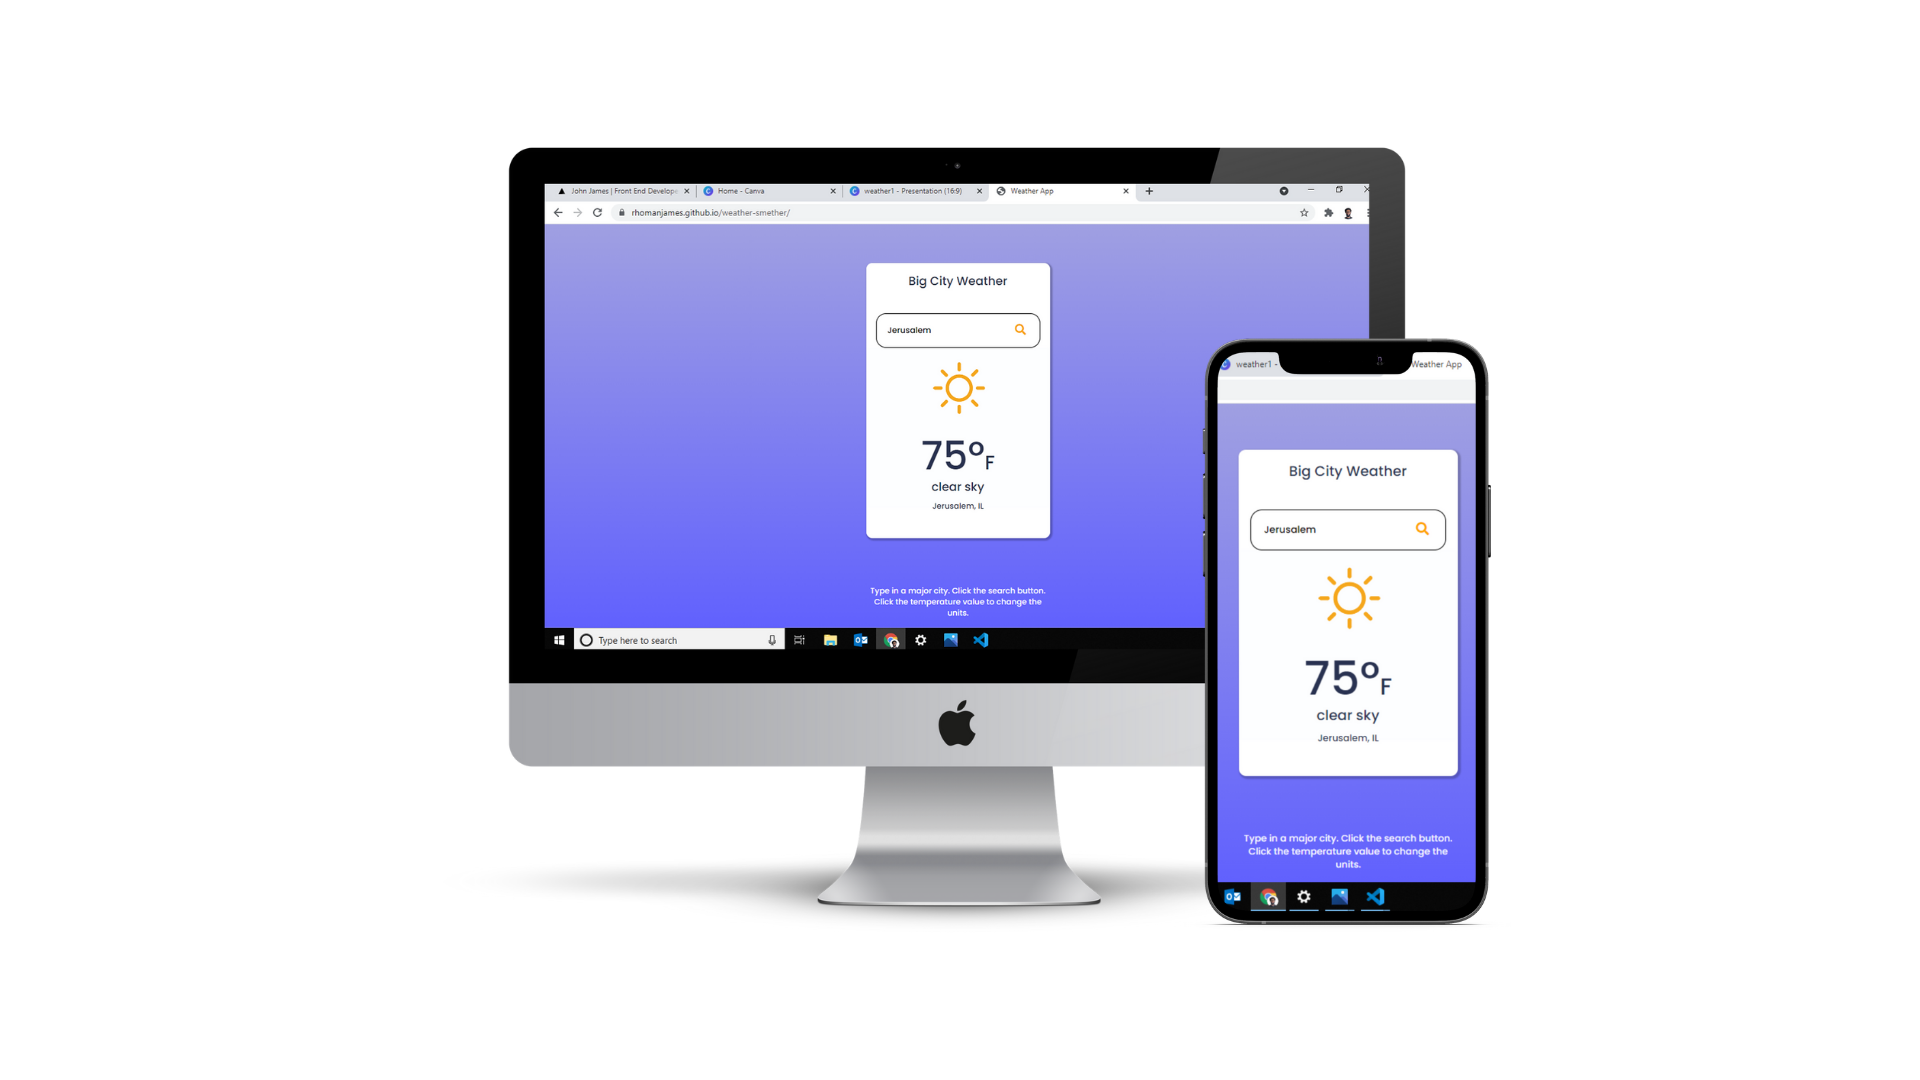 John James | Front End Develope
Home - Canva
weather1 - Presentation (16:9)
Weather App
rhomanjames.github.io/weather-smether/
Big City Weather
Jerusalem
75°F
clear sky
Jerusalem, IL
Type in a major city. Click the search button.
Click the temperature value to change the
units.
Type here to search
weather1 -
Weather App
Big City Weather
Jerusalem
75°F
clear sky
Jerusalem, IL
Type in a major city. Click the search button.
Click the temperature value to change the
units.